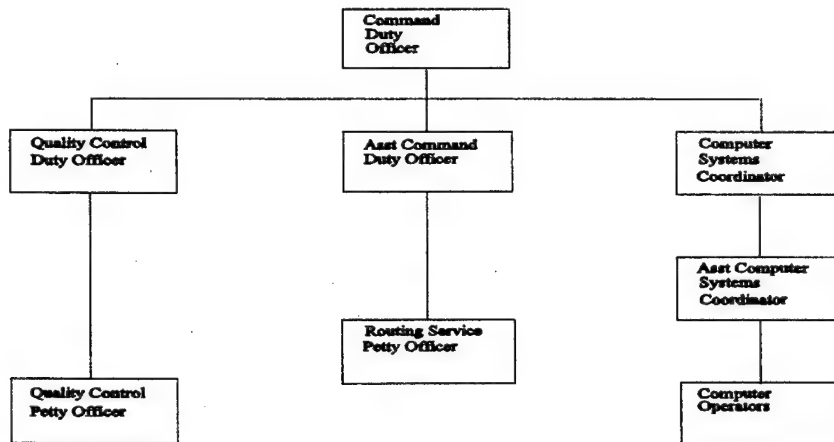 Command
Duty
Officer
Quality Control
Duty Officer
Asst Command
Duty Officer
Computer
Systems
Coordinator
Asst Computer
Systems
Coordinator
Routing Service
Petty Officer
Quality Control
Petty Officer
Computer
Operators